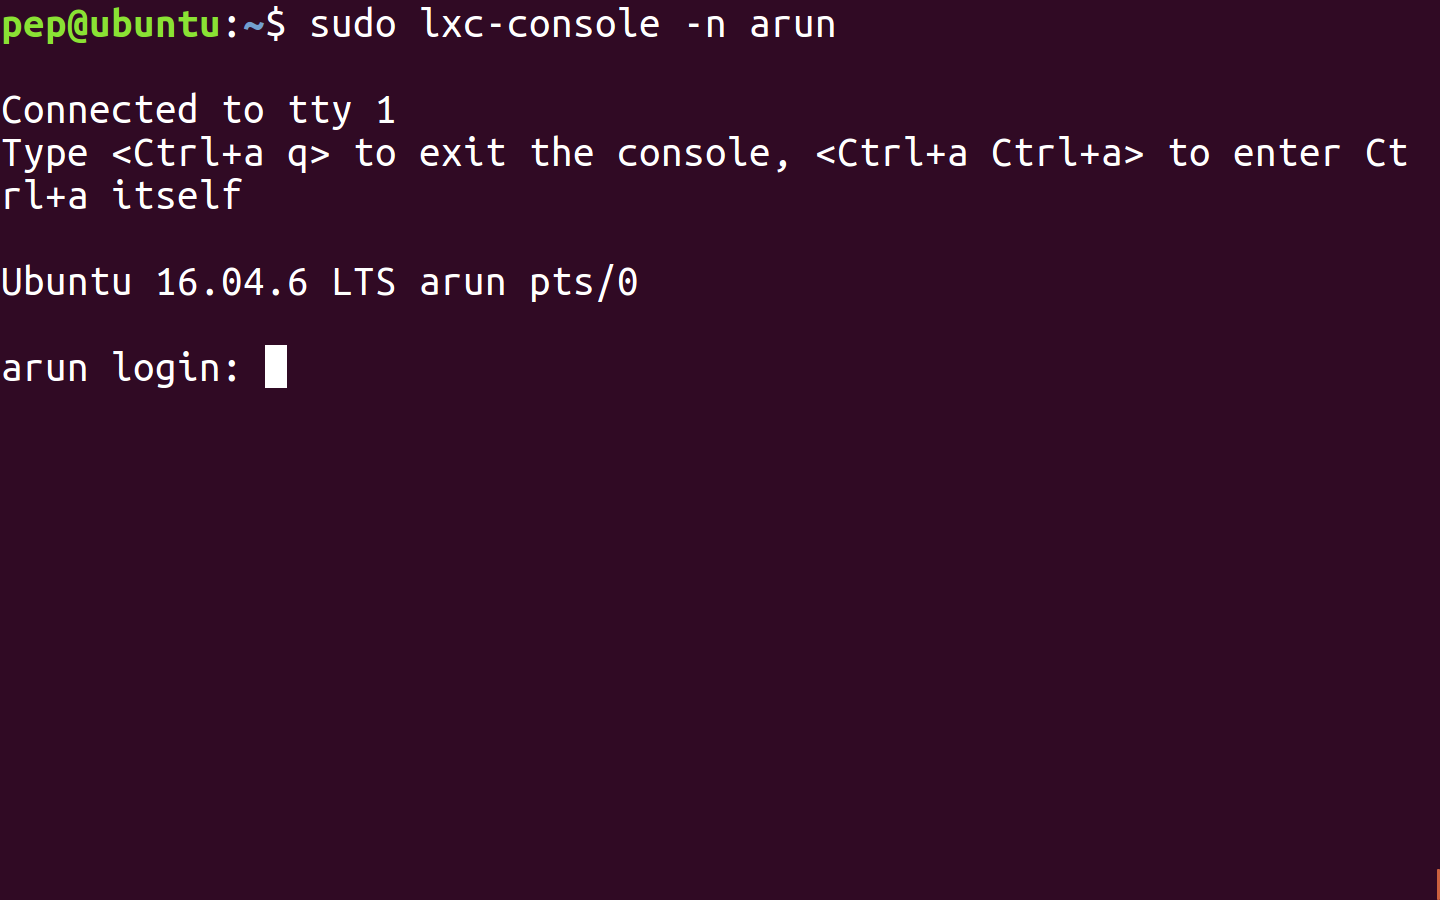 pep@ubuntu:~$ sudo lxc-console -n arun
Connected to tty 1
Type <Ctrl+a q> to exit the console, <Ctrl+a Ctrl+a> to enter Ct
rl+a itself
Ubuntu 16.04.6 LTS arun pts/0
arun login: